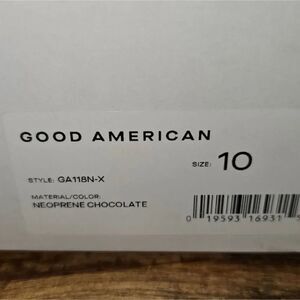 GOOD AMERICAN
SIZE: 10
STYLE: GA118N-X
MATERIAL/COLOR:
NEOPRENE CHOCOLATE
0 19593 16931